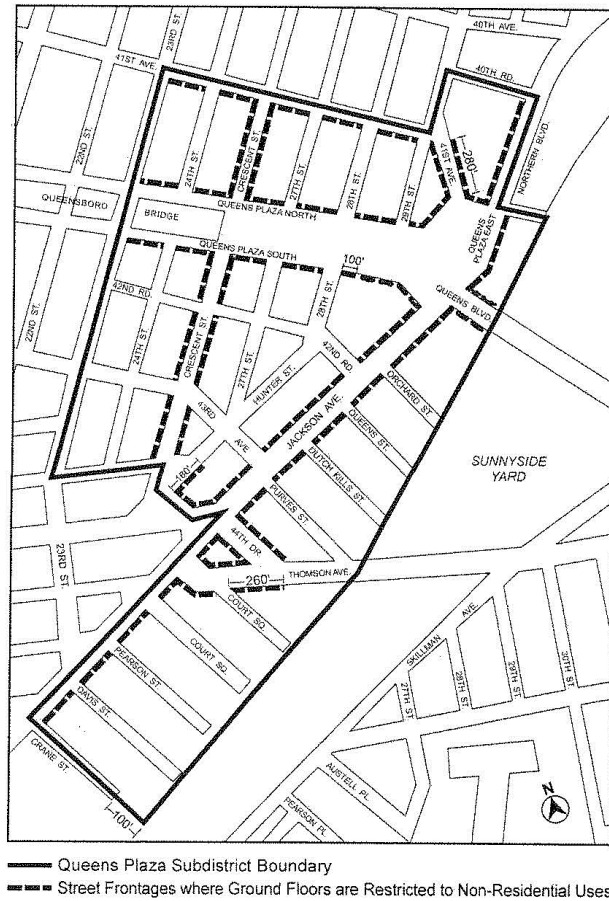 40TH AVE.
23RD ST.
41ST AVE.
40TH RD.
NORTHERN BLVD.
22ND ST.
24TH ST.
CRESCENT ST.
27TH ST.
28TH ST.
29TH ST.
41ST AVE.
280'
QUEENSBORO
BRIDGE
QUEENS PLAZA NORTH
QUEENS PLAZA EAST
QUEENS PLAZA SOUTH
100'
QUEENS BLVD.
42ND RD.
28TH ST.
22ND ST.
24TH ST.
CRESCENT ST.
27TH ST.
42ND RD.
HUNTER ST.
43RD
AVE
JACKSON AVE.
ORCHARD ST.
QUEENS ST.
DUTCH KILLS ST.
PURVES ST.
SUNNYSIDE
YARD
180'
44TH DR.
23RD ST.
THOMSON AVE.
260'
COURT SQ.
COURT SQ.
PEARSON ST.
DAVIS ST.
CRANE ST.
100'
SKILLMAN AVE.
27TH ST.
28TH ST.
29TH ST.
30TH ST.
AUSTELL PL.
PEARSON PL.
N
Queens Plaza Subdistrict Boundary
Street Frontages where Ground Floors are Restricted to Non-Residential Uses